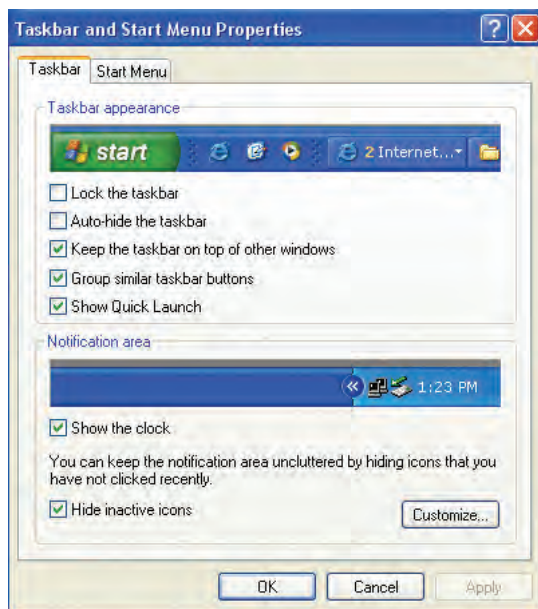 Taskbar and Start Menu Properties
Taskbar Start Menu
Taskbar appearance
start 2 Internet...
Lock the taskbar
Auto-hide the taskbar
Keep the taskbar on top of other windows
Group similar taskbar buttons
Show Quick Launch
Notification area
1:23 PM
Show the clock
You can keep the notification area uncluttered by hiding icons that you
have not clicked recently.
Hide inactive icons Customize...
OK Cancel Apply